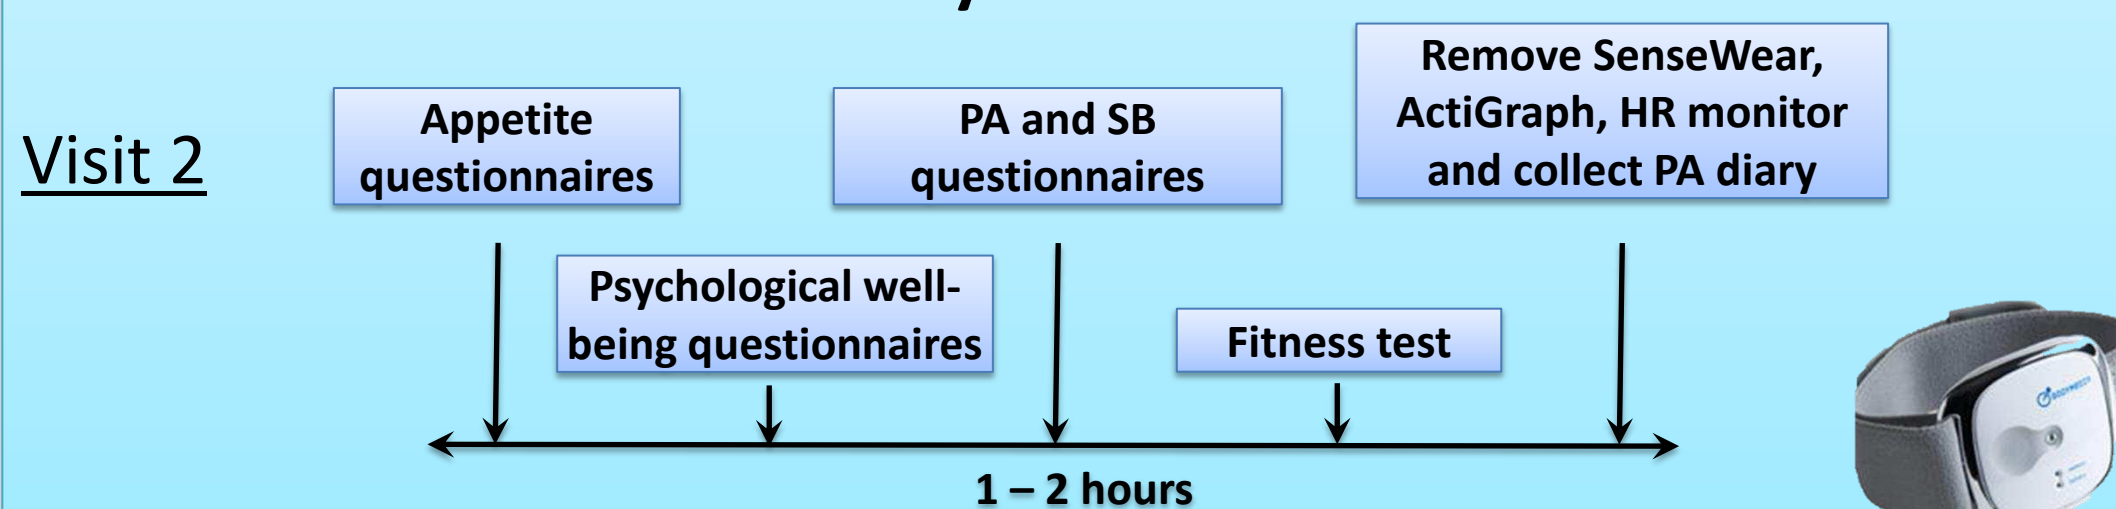 Visit 2
Appetite
questionnaires
Psychological well-
being questionnaires
PA and SB
questionnaires
Fitness test
Remove SenseWear,
ActiGraph, HR monitor
and collect PA diary
1 – 2 hours